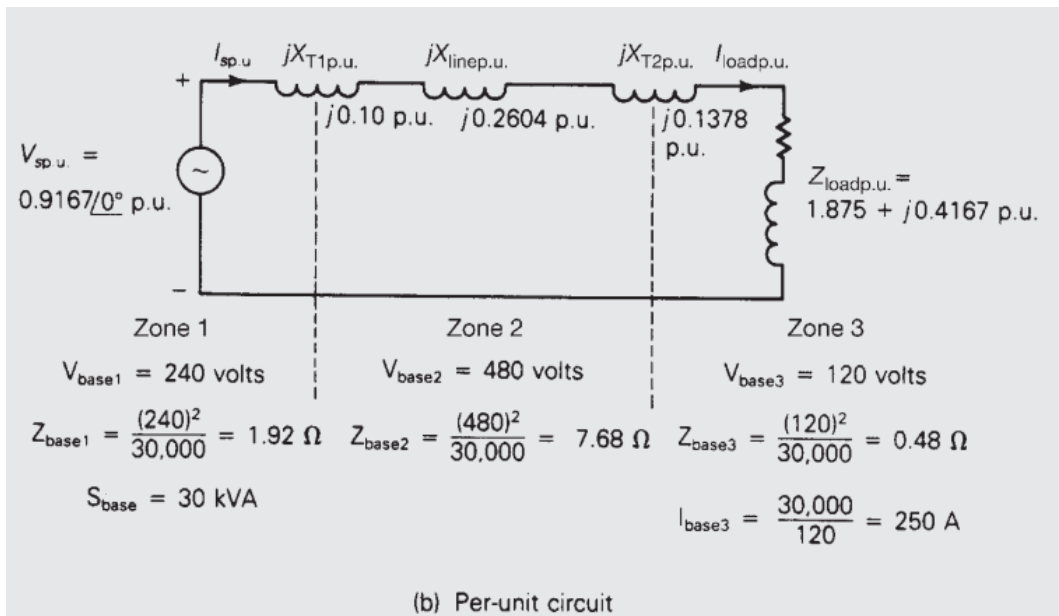 I_sp.u jX_T1p.u. jX_linep.u. jX_T2p.u. I_loadp.u.
+
j0.10 p.u. j0.2604 p.u. j0.1378
p.u.
V_sp.u. =
0.9167/0° p.u.
~
Z_loadp.u. =
1.875 + j0.4167 p.u.
−
Zone 1 Zone 2 Zone 3
V_base1 = 240 volts V_base2 = 480 volts V_base3 = 120 volts
Z_base1 = (240)²/30,000 = 1.92 Ω Z_base2 = (480)²/30,000 = 7.68 Ω Z_base3 = (120)²/30,000 = 0.48 Ω
S_base = 30 kVA
I_base3 = 30,000/120 = 250 A
(b) Per-unit circuit